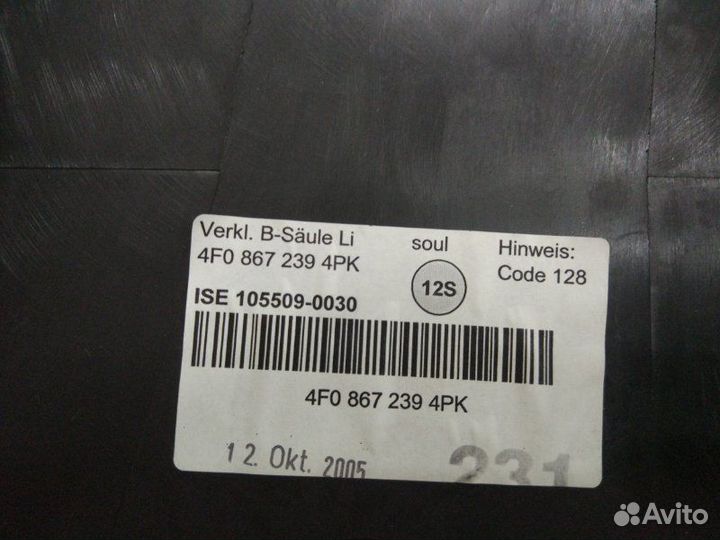 Verkl. B-Säule Li
4F0 867 239 4PK
soul
12S
Hinweis:
Code 128
ISE 105509-0030
4F0 867 239 4PK
12. Okt. 2005
231
Avito